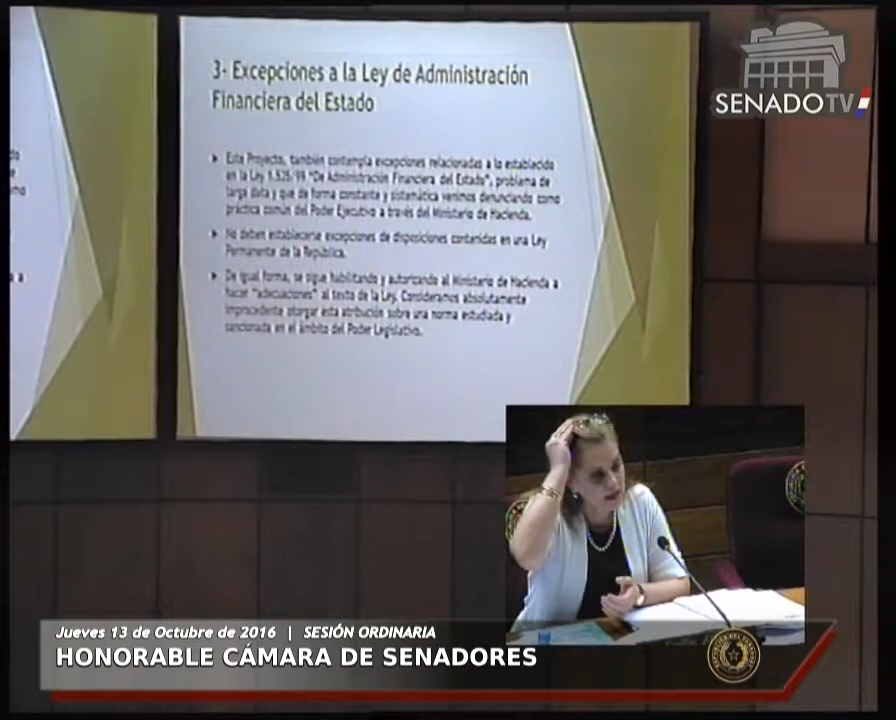 SENADOTV
3- Excepciones a la Ley de Administración
Financiera del Estado
Este Proyecto, también contempla excepciones relacionadas a lo establecido
en la Ley 1.535/99 "De Administración Financiera del Estado", problema de
larga data y que de forma constante y sistemática venimos denunciando como
práctica común del Poder Ejecutivo a través del Ministerio de Hacienda.
No deben establecerse excepciones de disposiciones contenidas en una Ley
Permanente de la República.
De igual forma, se sigue habilitando y autorizando al Ministerio de Hacienda a
hacer "adecuaciones" al texto de la Ley. Consideramos absolutamente
improcedente otorgar esta atribución sobre una norma estudiada y
sancionada en el ámbito del Poder Legislativo.
Jueves 13 de Octubre de 2016 | SESIÓN ORDINARIA
HONORABLE CÁMARA DE SENADORES